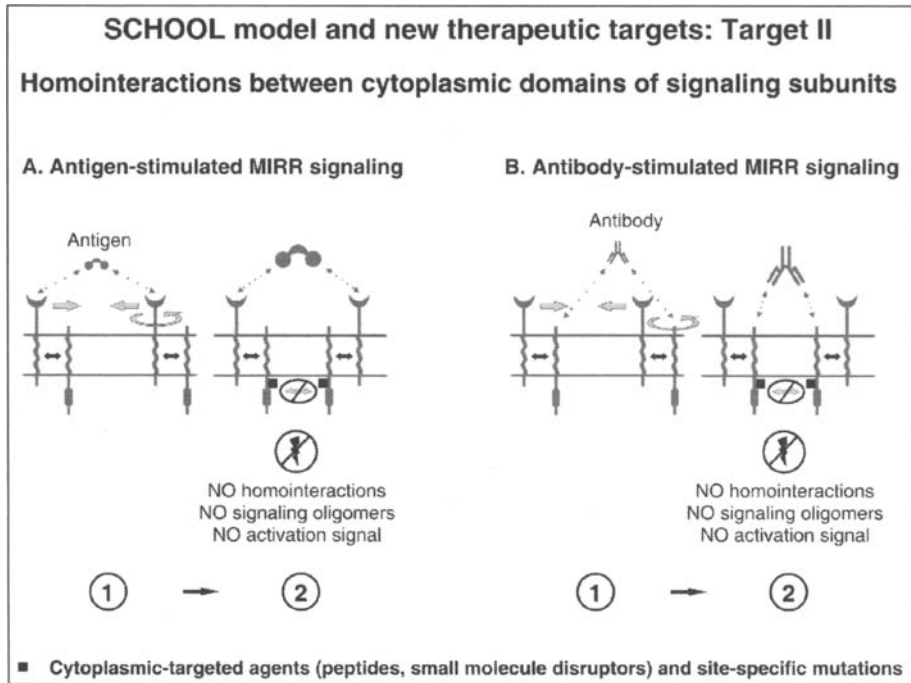 SCHOOL model and new therapeutic targets: Target II
Homointeractions between cytoplasmic domains of signaling subunits
A. Antigen-stimulated MIRR signaling
B. Antibody-stimulated MIRR signaling
Antigen
NO homointeractions
NO signaling oligomers
NO activation signal
1
2
Antibody
NO homointeractions
NO signaling oligomers
NO activation signal
1
2
Cytoplasmic-targeted agents (peptides, small molecule disruptors) and site-specific mutations